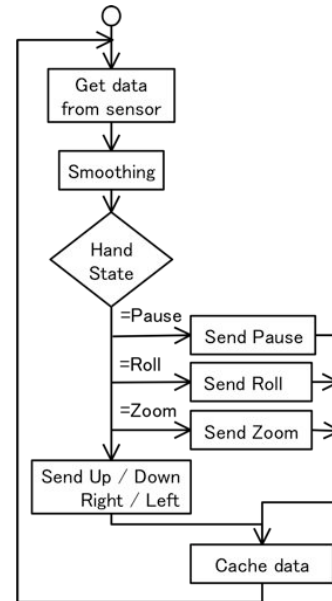 Get data
from sensor
Smoothing
Hand
State
=Pause
Send Pause
=Roll
Send Roll
=Zoom
Send Zoom
Send Up / Down
Right / Left
Cache data